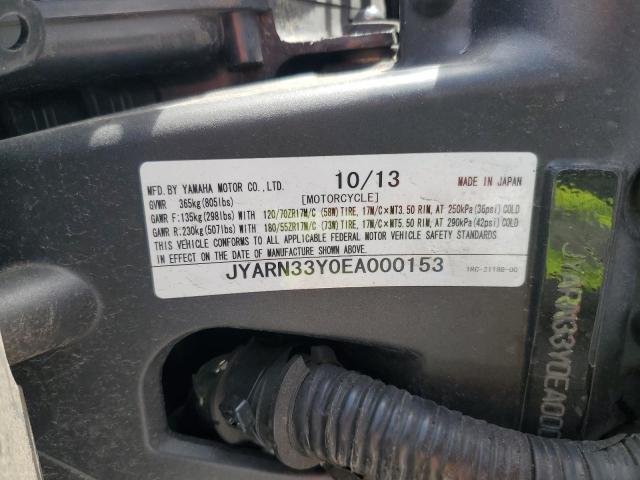 MFD. BY YAMAHA MOTOR CO., LTD. 10/13 MADE IN JAPAN
GVWR 365kg(805lbs) [MOTORCYCLE]
GAWR F:135kg(298lbs) WITH 120/70ZR17M/C (58W)TIRE, 17M/C×MT3.50 RIM, AT 250kPa(36psi)COLD
GAWR R:230kg(507lbs) WITH 180/55ZR17M/C (73W)TIRE, 17M/C×MT5.50 RIM, AT 290kPa(42psi)COLD
THIS VEHICLE CONFORMS TO ALL APPLICABLE FEDERAL MOTOR VEHICLE SAFETY STANDARDS
IN EFFECT ON THE DATE OF MANUFACTURE SHOWN ABOVE.
JYARN33Y0EA000153 1RC-2118B-00
JYARN33Y0EA000